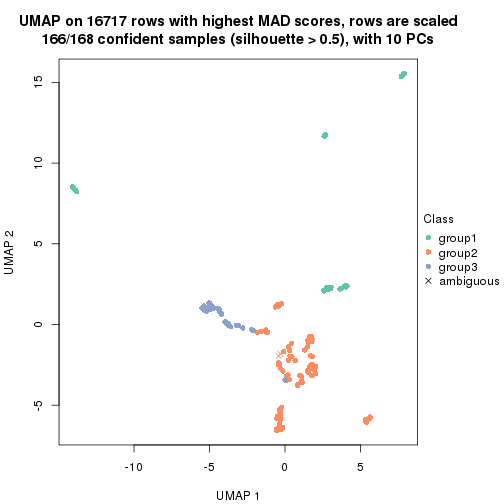 UMAP on 16717 rows with highest MAD scores, rows are scaled
166/168 confident samples (silhouette > 0.5), with 10 PCs
15
10
5
0
-5
UMAP 2
-10
-5
0
5
UMAP 1
Class
group1
group2
group3
ambiguous